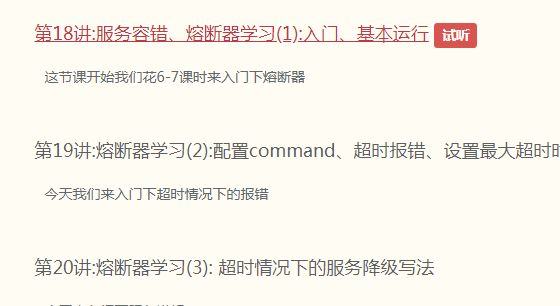 第18讲:服务容错、熔断器学习(1):入门、基本运行 试听
这节课开始我们花6-7课时来入门下熔断器
第19讲:熔断器学习(2):配置command、超时报错、设置最大超时
今天我们来入门下超时情况下的报错
第20讲:熔断器学习(3): 超时情况下的服务降级写法